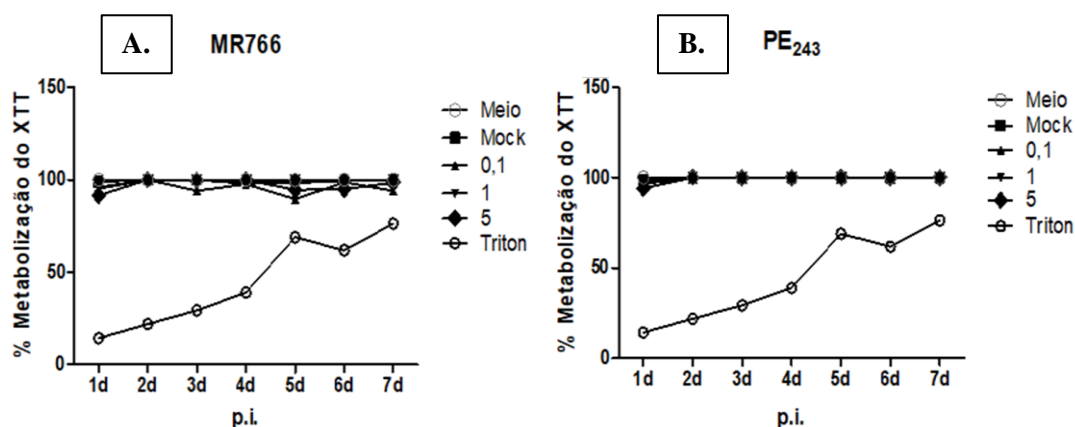 A.
MR766
% Metabolização do XTT
150
100
50
0
1d 2d 3d 4d 5d 6d 7d
p.i.
Meio
Mock
0,1
1
5
Triton
B.
PE243
% Metabolização do XTT
150
100
50
0
1d 2d 3d 4d 5d 6d 7d
p.i.
Meio
Mock
0,1
1
5
Triton